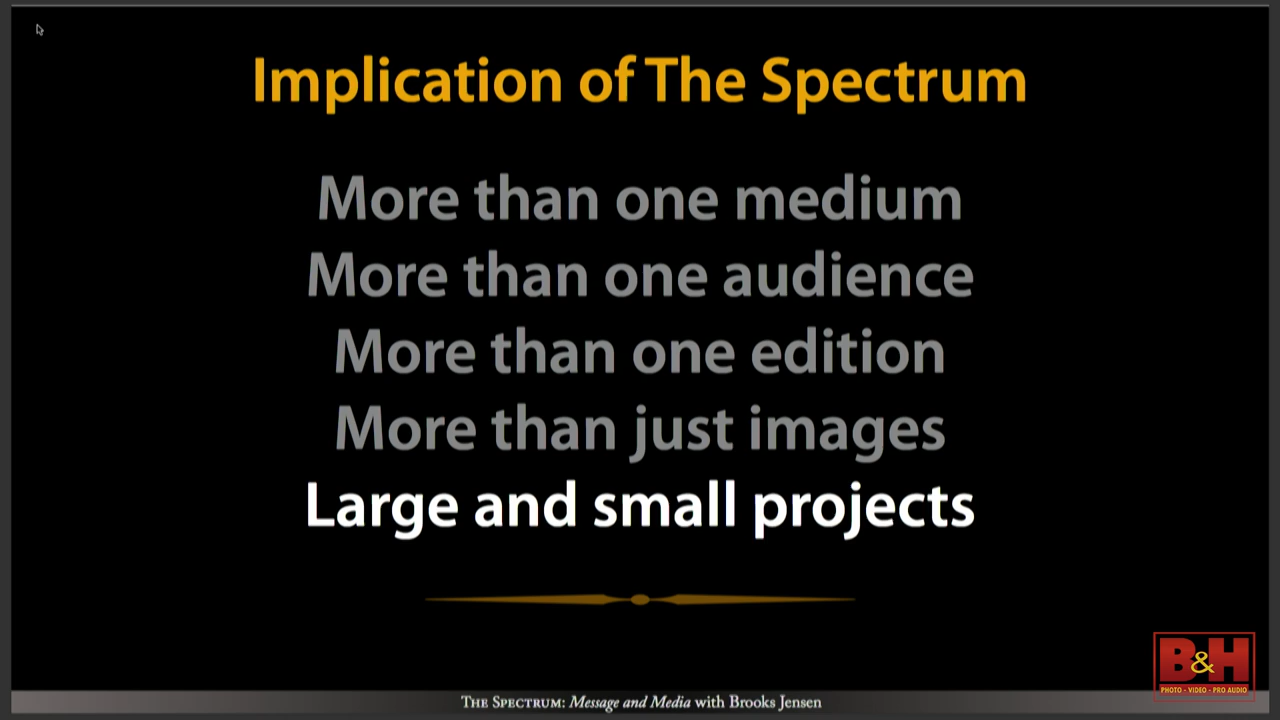 Implication of The Spectrum
More than one medium
More than one audience
More than one edition
More than just images
Large and small projects
B&H
PHOTO - VIDEO - PRO AUDIO
THE SPECTRUM: Message and Media with Brooks Jensen